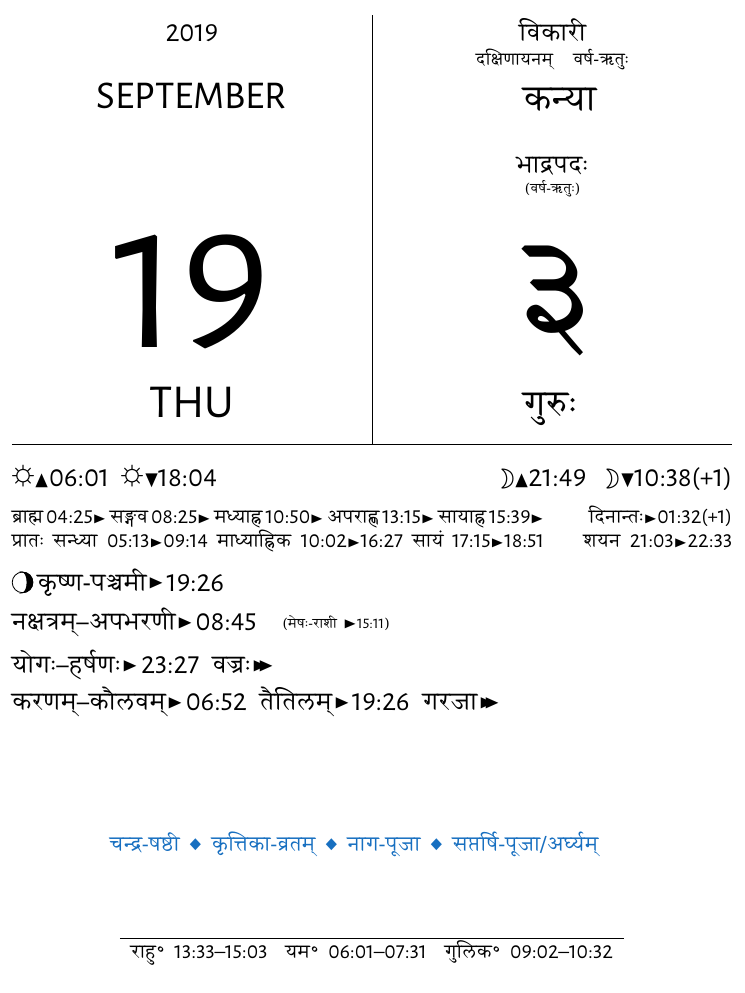 2019
SEPTEMBER
19
THU
विकारी
दक्षिणायनम् वर्ष-ऋतुः
कन्या
भाद्रपदः
(वर्ष-ऋतुः)
३
गुरुः
☼▲06:01 ☼▼18:04 ☽▲21:49 ☽▼10:38(+1)
ब्राह्म 04:25► सङ्गव 08:25► मध्याह्न 10:50► अपराह्ण 13:15► सायाह्न 15:39► दिनान्तः►01:32(+1)
प्रातः सन्ध्या 05:13►09:14 माध्याह्निक 10:02►16:27 सायं 17:15►18:51 शयन 21:03►22:33
कृष्ण-पञ्चमी►19:26
नक्षत्रम्–अपभरणी► 08:45 (मेषः-राशी ►15:11)
योगः–हर्षणः► 23:27 वज्रः►►
करणम्–कौलवम्► 06:52 तैतिलम्►19:26 गरजा►►
चन्द्र-षष्ठी ◆ कृत्तिका-व्रतम् ◆ नाग-पूजा ◆ सप्तर्षि-पूजा/अर्घ्यम्
राहु° 13:33–15:03 यम° 06:01–07:31 गुलिक° 09:02–10:32